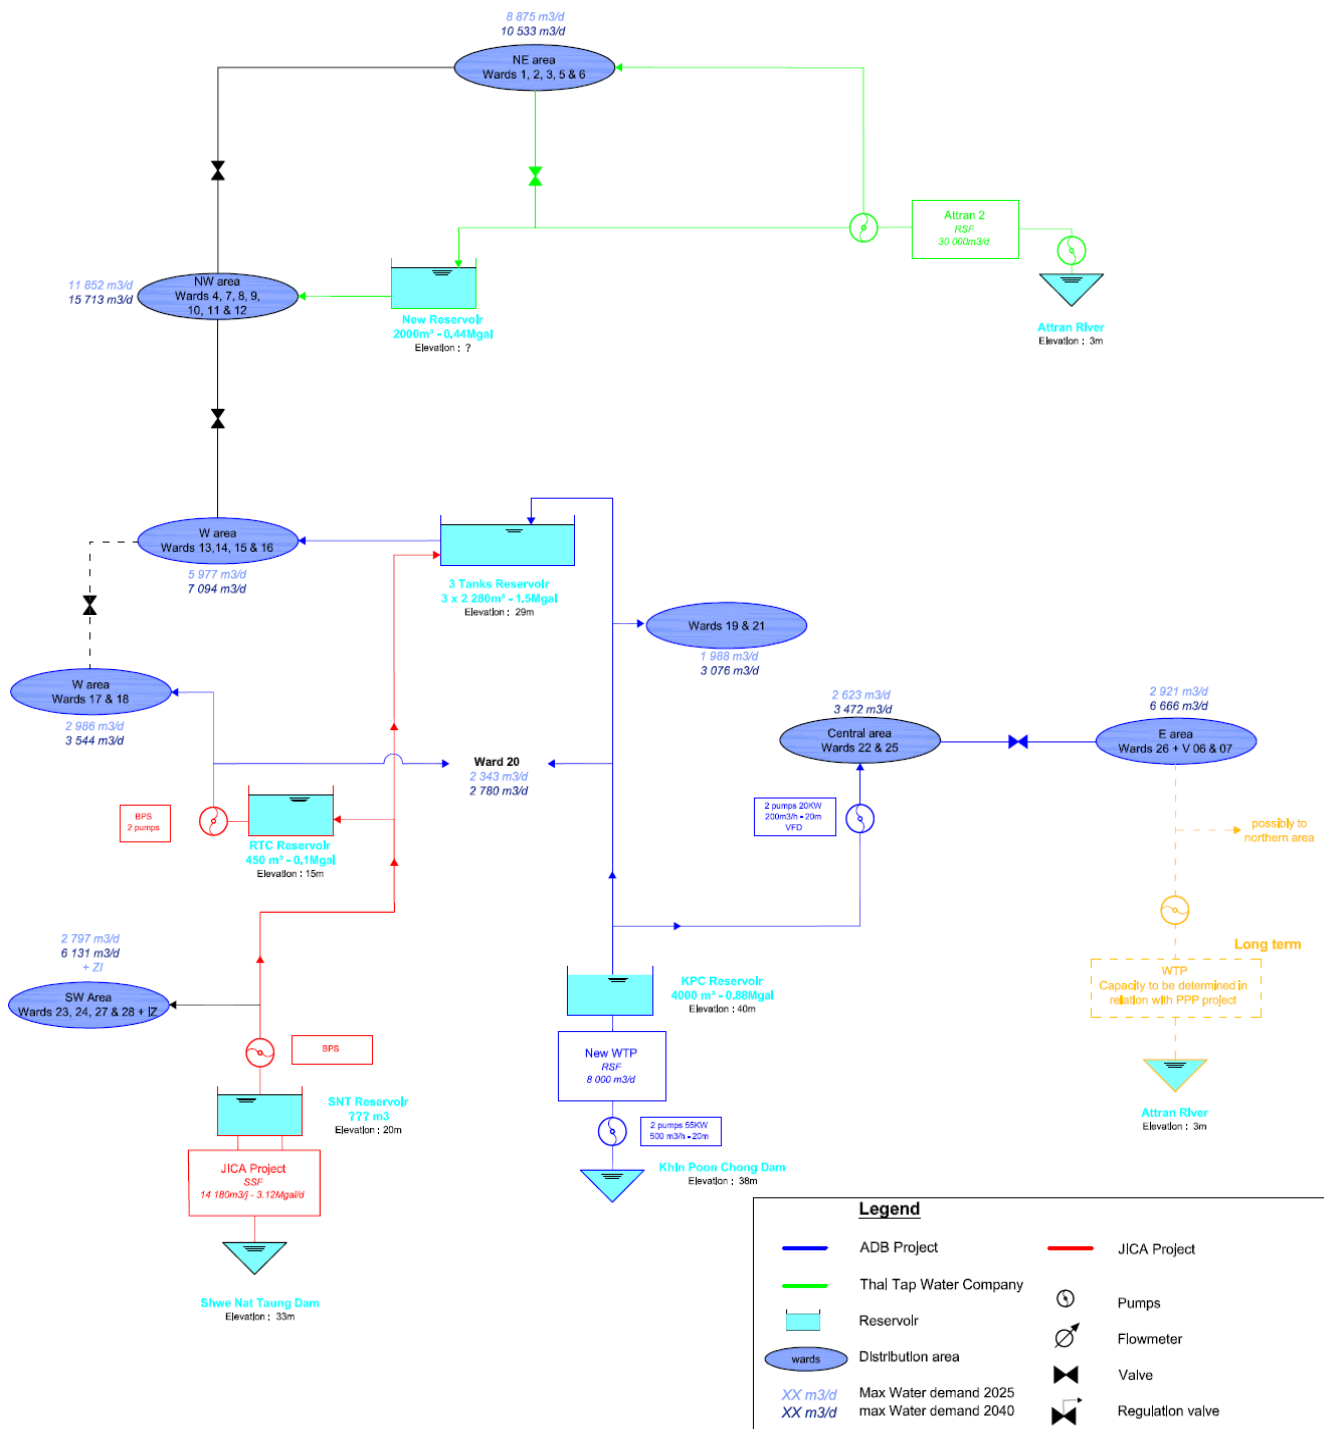 8 875 m3/d
10 533 m3/d
NE area
Wards 1, 2, 3, 5 & 6
Attran 2
RSF
30 000m3/d
NW area
Wards 4, 7, 8, 9,
10, 11 & 12
11 852 m3/d
15 713 m3/d
New Reservoir
2000m³ - 0.44Mgal
Elevation : ?
Attran River
Elevation : 3m
W area
Wards 13,14, 15 & 16
5 977 m3/d
7 094 m3/d
3 Tanks Reservoir
3 x 2 280m³ - 1.5Mgal
Elevation : 29m
Wards 19 & 21
1 988 m3/d
3 076 m3/d
W area
Wards 17 & 18
2 986 m3/d
3 544 m3/d
2 623 m3/d
3 472 m3/d
Central area
Wards 22 & 25
2 921 m3/d
6 666 m3/d
E area
Wards 26 + V 06 & 07
Ward 20
2 343 m3/d
2 780 m3/d
BPS
2 pumps
RTC Reservoir
450 m³ - 0,1Mgal
Elevation : 15m
2 pumps 20KW
200m3/h - 20m
VFD
possibly to
northern area
Long term
WTP
Capacity to be determined in
relation with PPP project
2 797 m3/d
6 131 m3/d
+ ZI
SW Area
Wards 23, 24, 27 & 28 + IZ
KPC Reservoir
4000 m³ - 0.88Mgal
Elevation : 40m
BPS
New WTP
RSF
8 000 m3/d
SNT Reservoir
??? m3
Elevation : 20m
2 pumps 55KW
500 m3/h - 20m
Attran River
Elevation : 3m
JICA Project
SSF
14 180m3/j - 3.12Mgal/d
Khin Poon Chong Dam
Elevation : 38m
Shwe Nat Taung Dam
Elevation : 33m
Legend
ADB Project
JICA Project
Thai Tap Water Company
Pumps
Reservoir
Flowmeter
wards
Distribution area
Valve
XX m3/d
Max Water demand 2025
XX m3/d
max Water demand 2040
Regulation valve